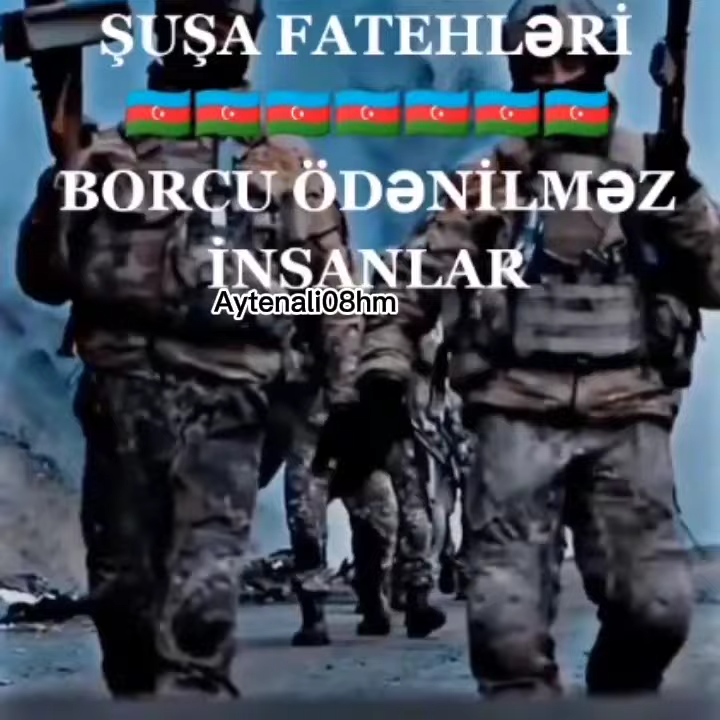 ŞUŞA FATEHLƏRİ
🇦🇿🇦🇿🇦🇿🇦🇿🇦🇿🇦🇿🇦🇿
BORCU ÖDƏNİLMƏZ
İNSANLAR
Aytenali08hm